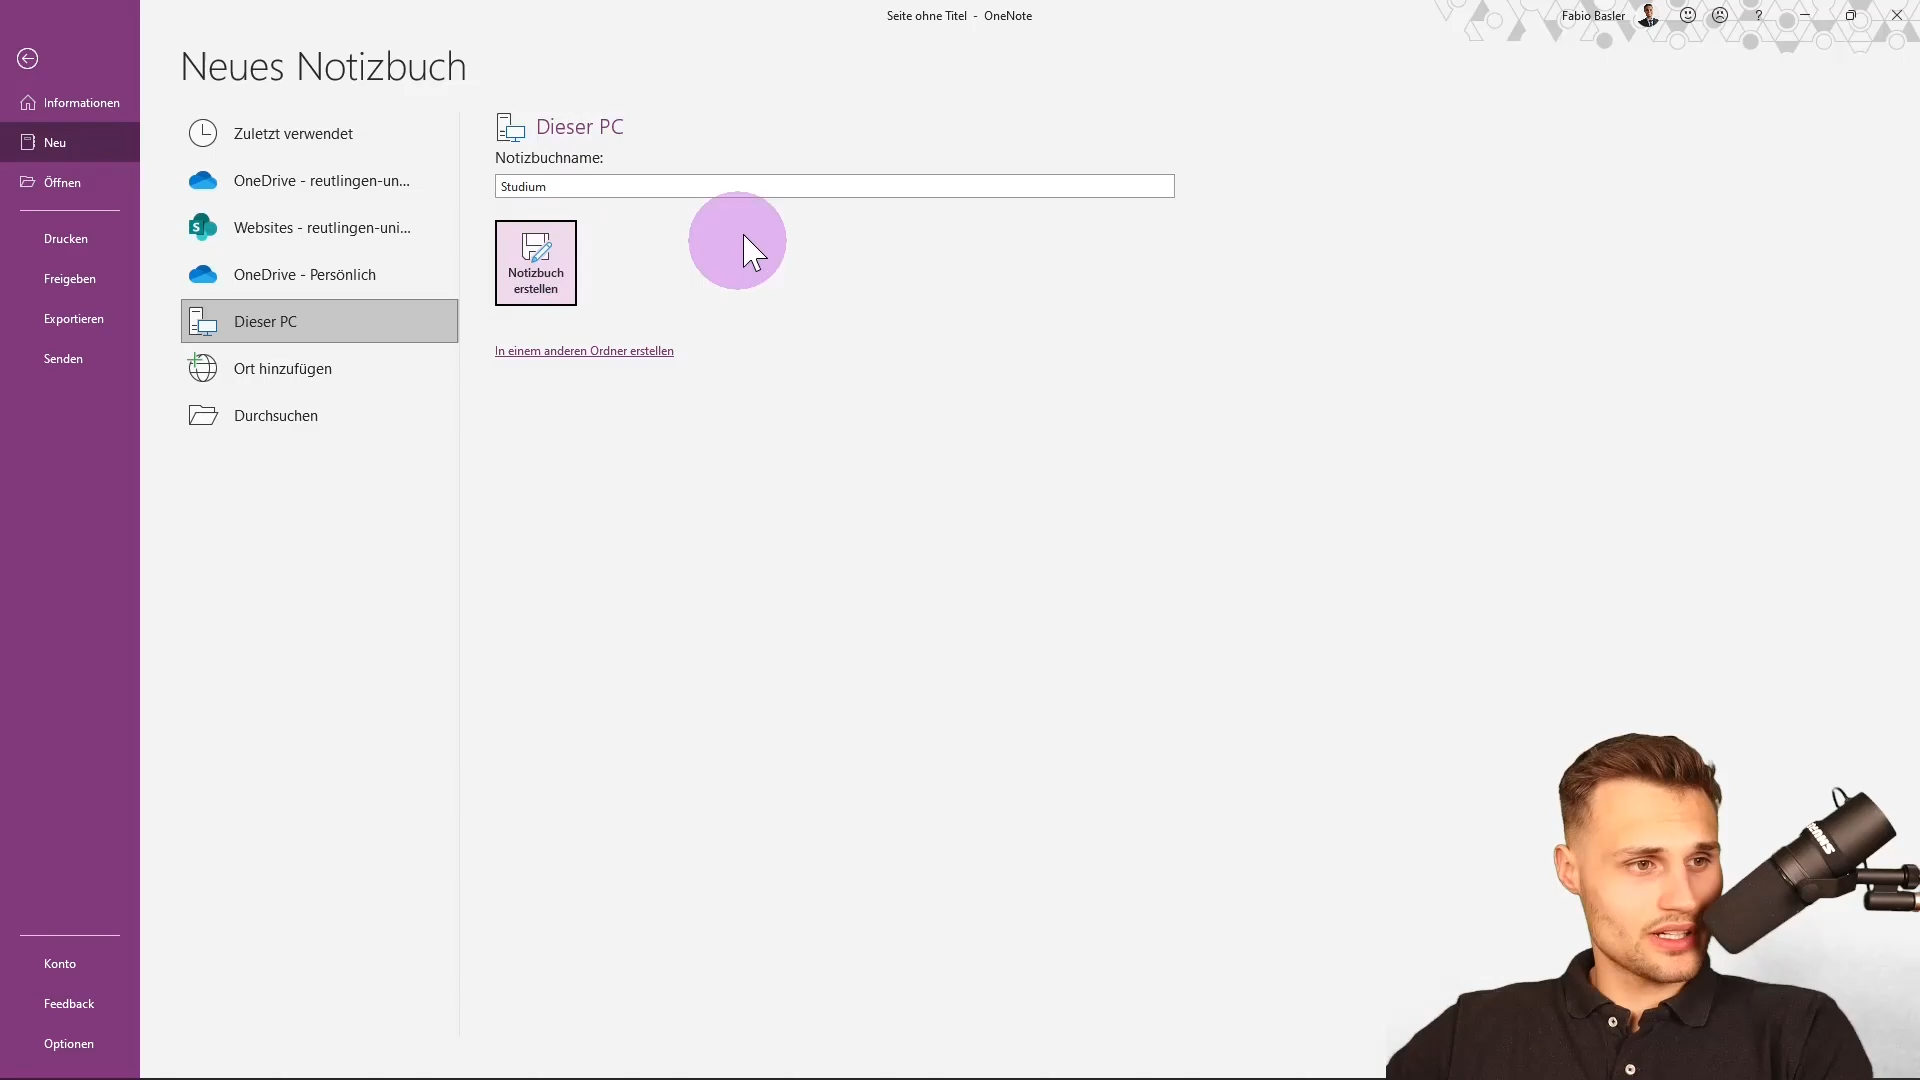 Seite ohne Titel - OneNote
Fabio Basler
?
Neues Notizbuch
Informationen
Neu
Öffnen
Drucken
Freigeben
Exportieren
Senden
Konto
Feedback
Optionen
Zuletzt verwendet
OneDrive - reutlingen-un...
S
Websites - reutlingen-uni...
OneDrive - Persönlich
Dieser PC
Ort hinzufügen
Durchsuchen
Dieser PC
Notizbuchname:
Studium
Notizbuch
erstellen
In einem anderen Ordner erstellen